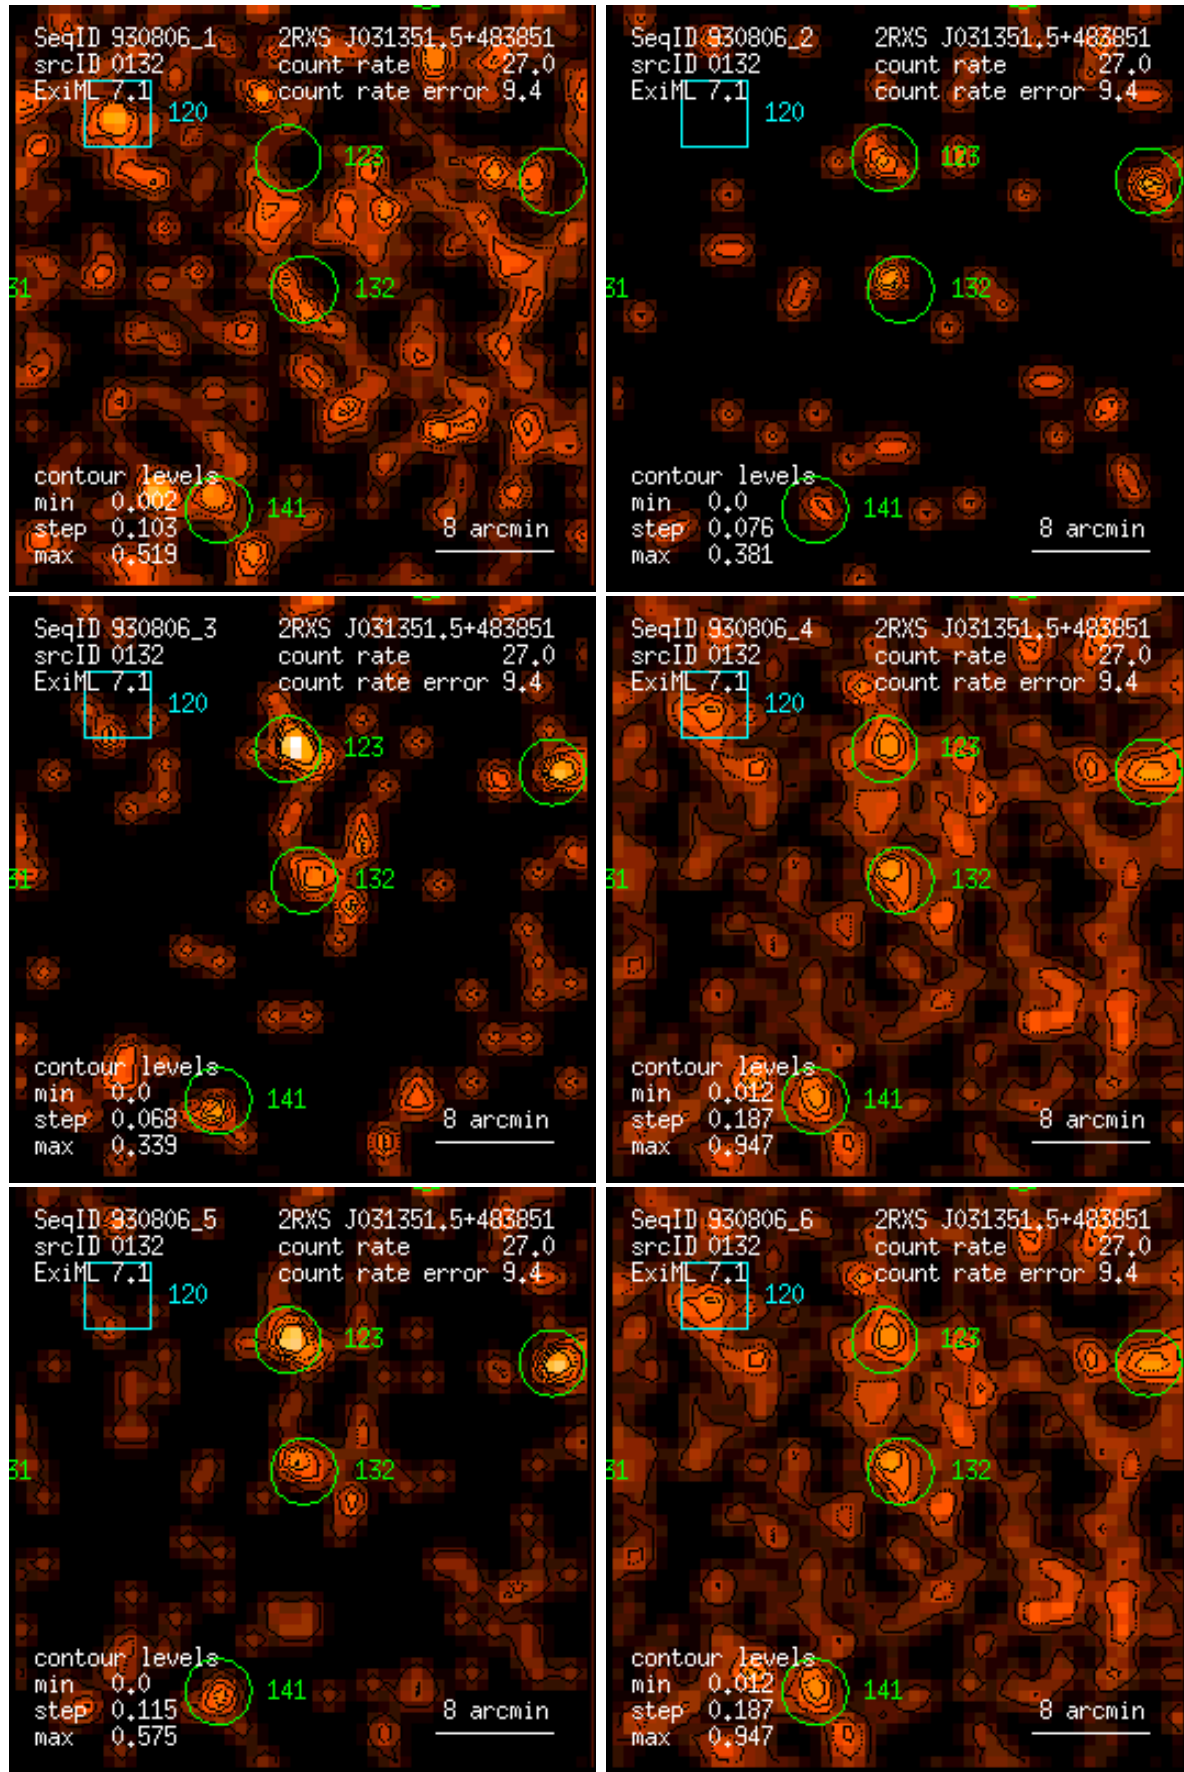 SeqID 930806_1 2RXS J031351.5+483851
srcID 0132 count rate 27.0
ExiML 7.1 count rate error 9.4
120
123
31
132
contour levels
min 0.002
141
step 0.103 8 arcmin
max 0.519
SeqID 930806_2 2RXS J031351.5+483851
srcID 0132 count rate 27.0
ExiML 7.1 count rate error 9.4
120
123
31
132
contour levels
min 0.0
141
step 0.076 8 arcmin
max 0.381
SeqID 930806_3 2RXS J031351.5+483851
srcID 0132 count rate 27.0
ExiML 7.1 count rate error 9.4
120
123
31
132
contour levels
min 0.0
141
step 0.068 8 arcmin
max 0.339
SeqID 930806_4 2RXS J031351.5+483851
srcID 0132 count rate 27.0
ExiML 7.1 count rate error 9.4
120
123
31
132
contour levels
min 0.012
141
step 0.187 8 arcmin
max 0.947
SeqID 930806_5 2RXS J031351.5+483851
srcID 0132 count rate 27.0
ExiML 7.1 count rate error 9.4
120
123
31
132
contour levels
min 0.0
141
step 0.115 8 arcmin
max 0.575
SeqID 930806_6 2RXS J031351.5+483851
srcID 0132 count rate 27.0
ExiML 7.1 count rate error 9.4
120
123
31
132
contour levels
min 0.012
141
step 0.187 8 arcmin
max 0.947